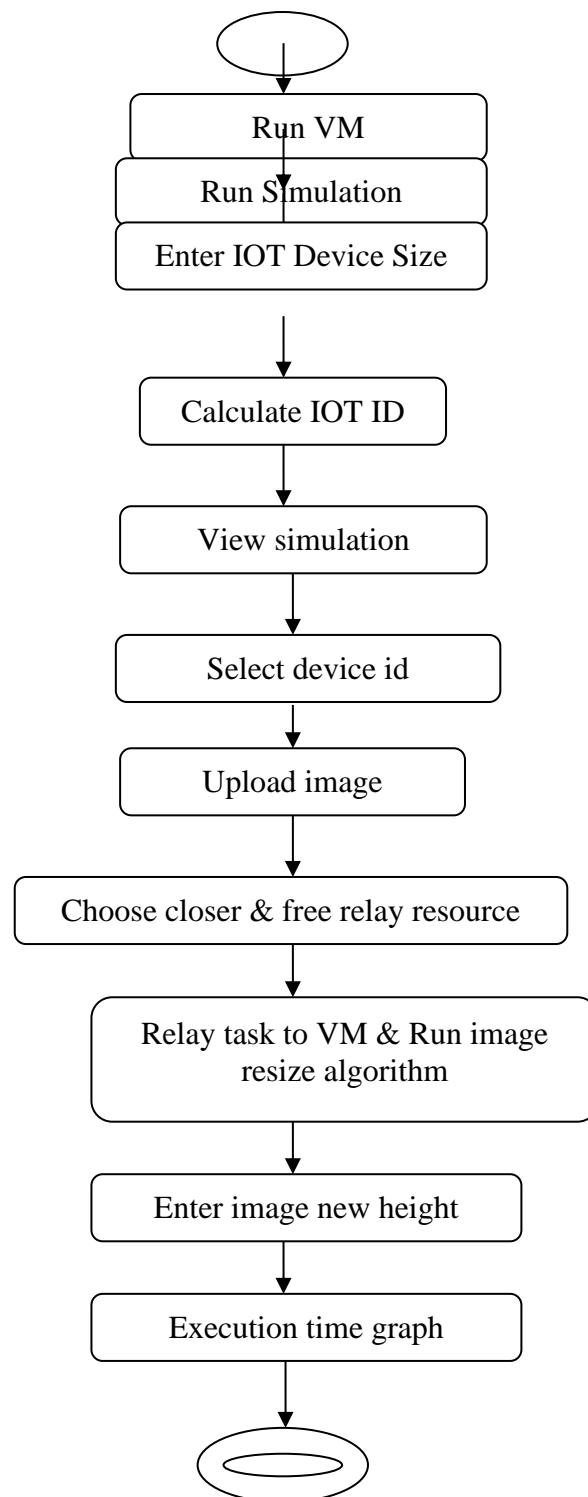 Run VM
Run Simulation
Enter IOT Device Size
Calculate IOT ID
View simulation
Select device id
Upload image
Choose closer & free relay resource
Relay task to VM & Run image
resize algorithm
Enter image new height
Execution time graph